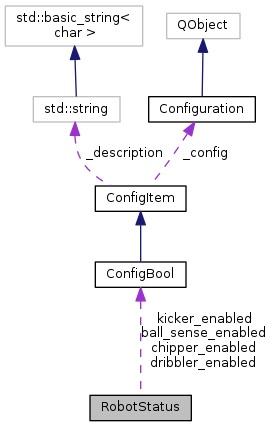 std::basic_string<
char >
QObject
std::string
Configuration
_description
_config
ConfigItem
ConfigBool
kicker_enabled
ball_sense_enabled
chipper_enabled
dribbler_enabled
RobotStatus